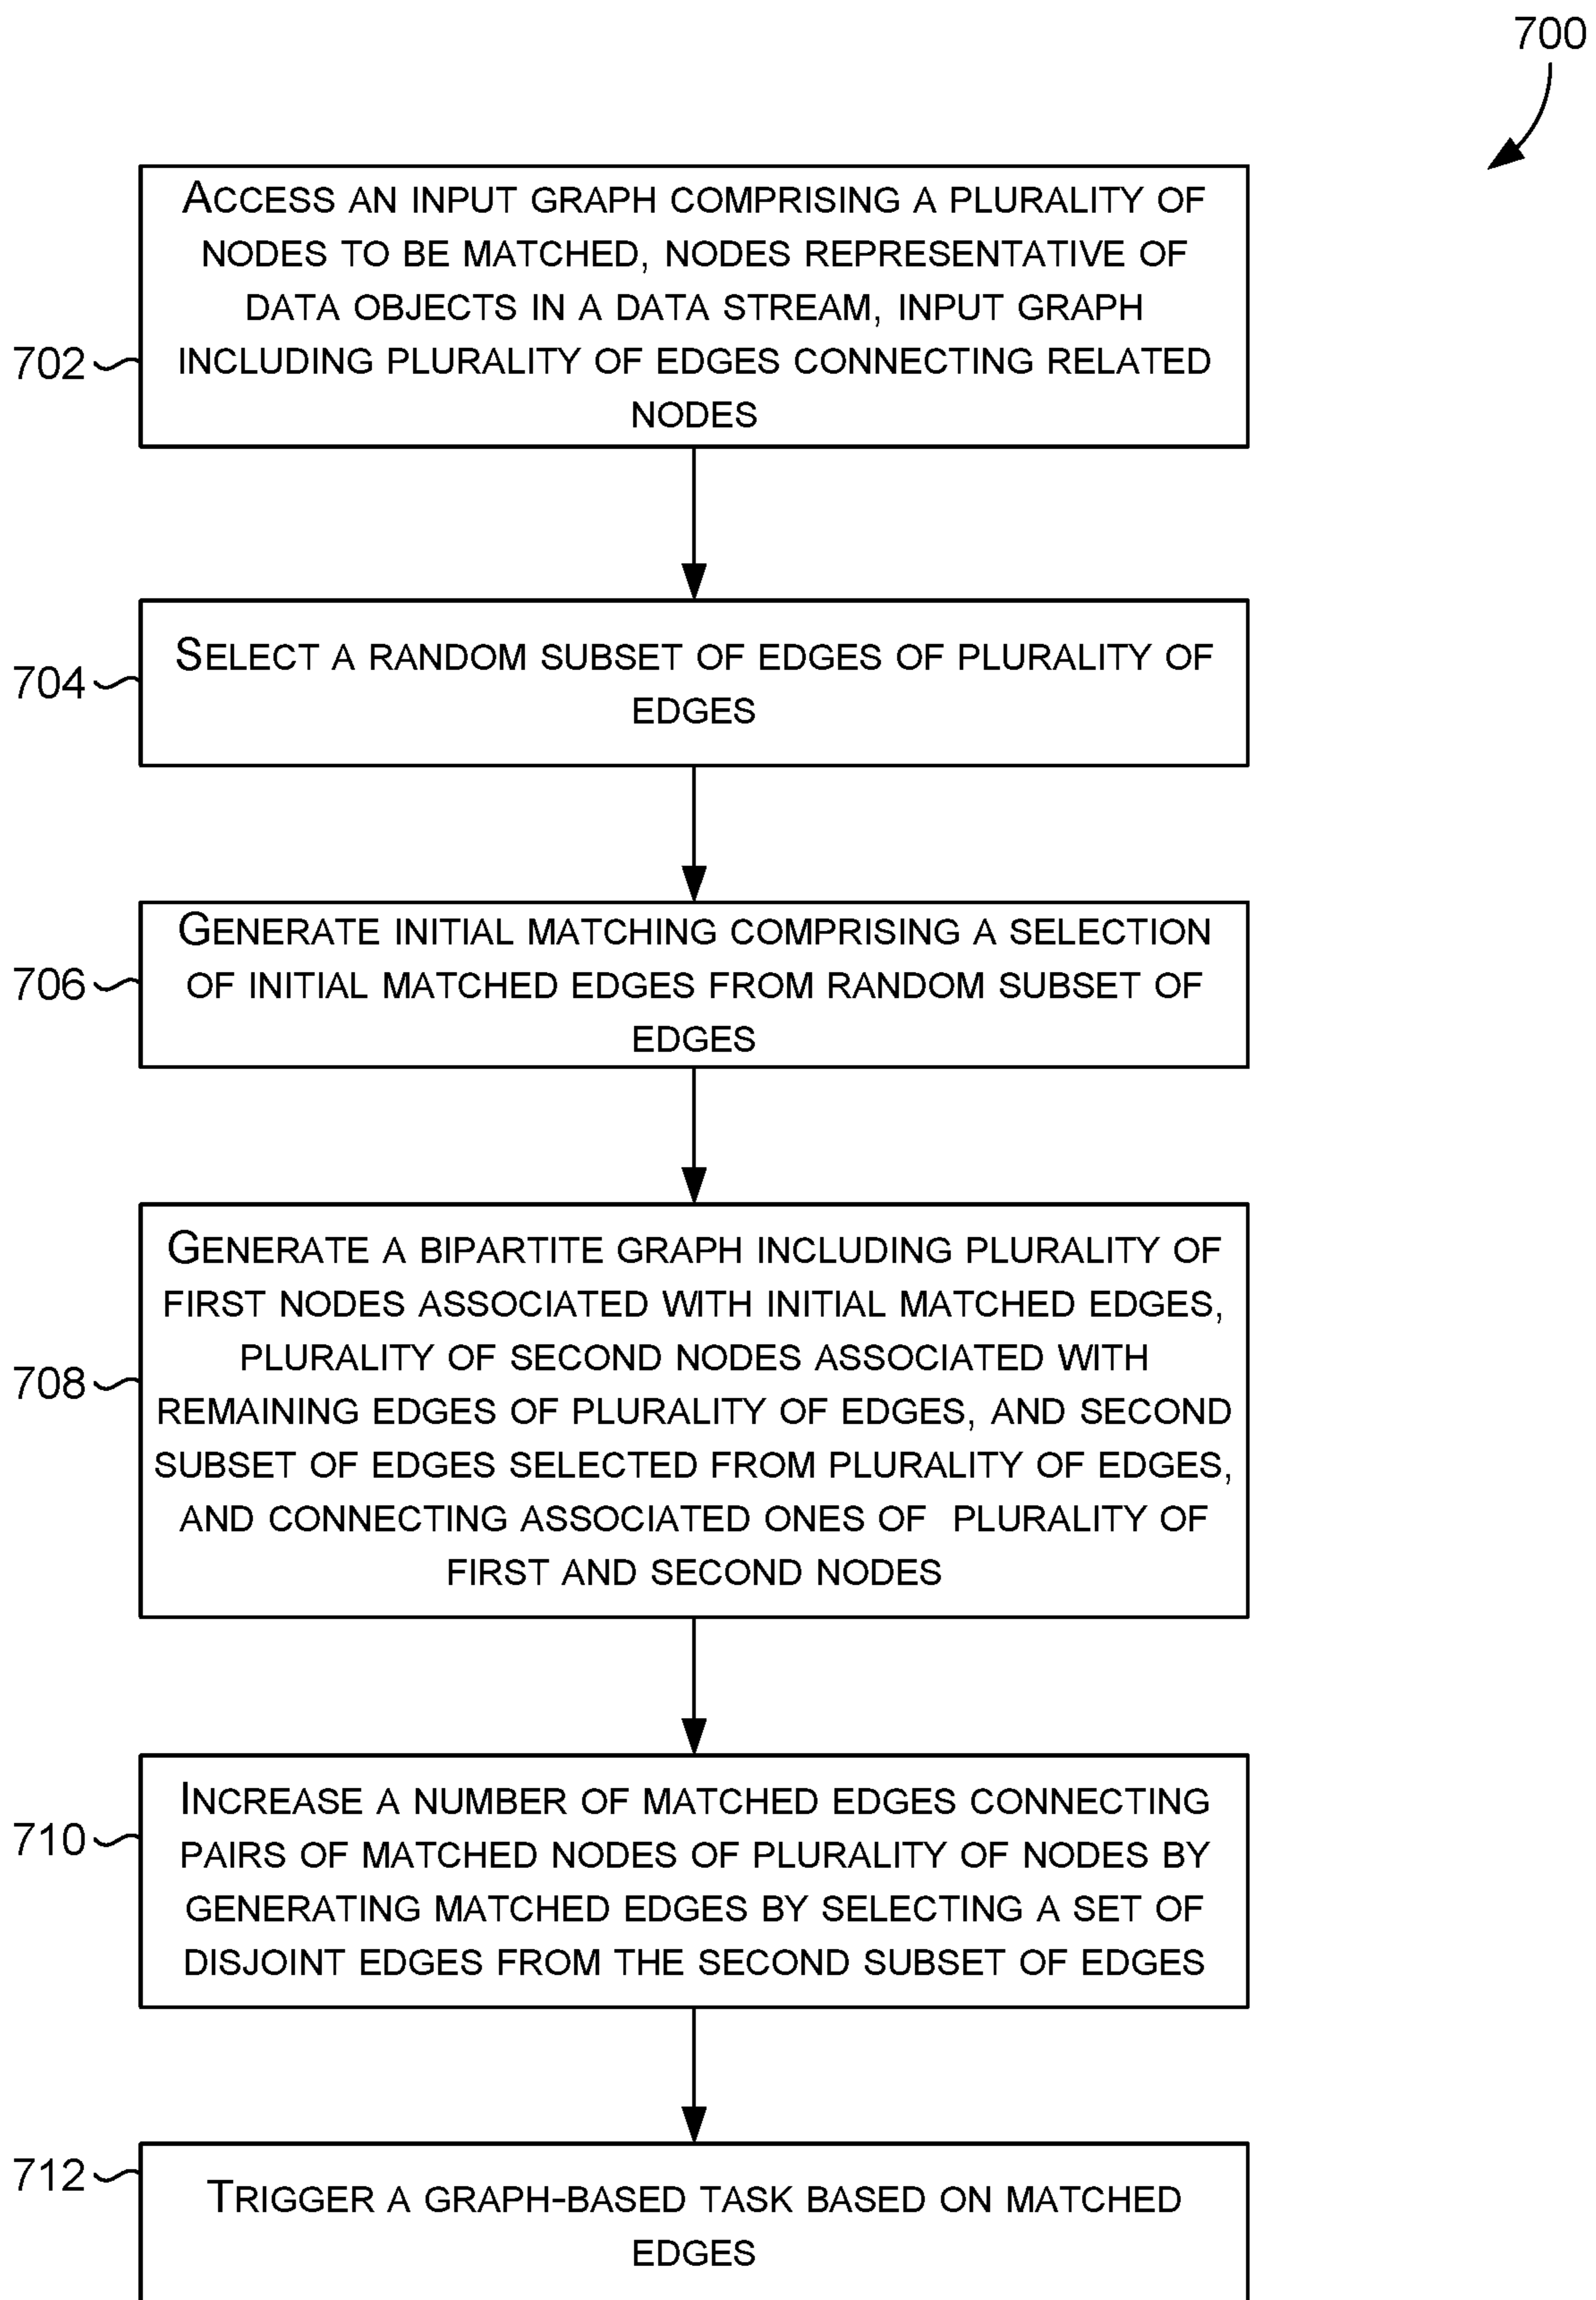 700
ACCESS AN INPUT GRAPH COMPRISING A PLURALITY OF
NODES TO BE MATCHED, NODES REPRESENTATIVE OF
DATA OBJECTS IN A DATA STREAM, INPUT GRAPH
INCLUDING PLURALITY OF EDGES CONNECTING RELATED
NODES
702
SELECT A RANDOM SUBSET OF EDGES OF PLURALITY OF
EDGES
704
GENERATE INITIAL MATCHING COMPRISING A SELECTION
OF INITIAL MATCHED EDGES FROM RANDOM SUBSET OF
EDGES
706
GENERATE A BIPARTITE GRAPH INCLUDING PLURALITY OF
FIRST NODES ASSOCIATED WITH INITIAL MATCHED EDGES,
PLURALITY OF SECOND NODES ASSOCIATED WITH
REMAINING EDGES OF PLURALITY OF EDGES, AND SECOND
SUBSET OF EDGES SELECTED FROM PLURALITY OF EDGES,
AND CONNECTING ASSOCIATED ONES OF PLURALITY OF
FIRST AND SECOND NODES
708
INCREASE A NUMBER OF MATCHED EDGES CONNECTING
PAIRS OF MATCHED NODES OF PLURALITY OF NODES BY
GENERATING MATCHED EDGES BY SELECTING A SET OF
DISJOINT EDGES FROM THE SECOND SUBSET OF EDGES
710
TRIGGER A GRAPH-BASED TASK BASED ON MATCHED
EDGES
712